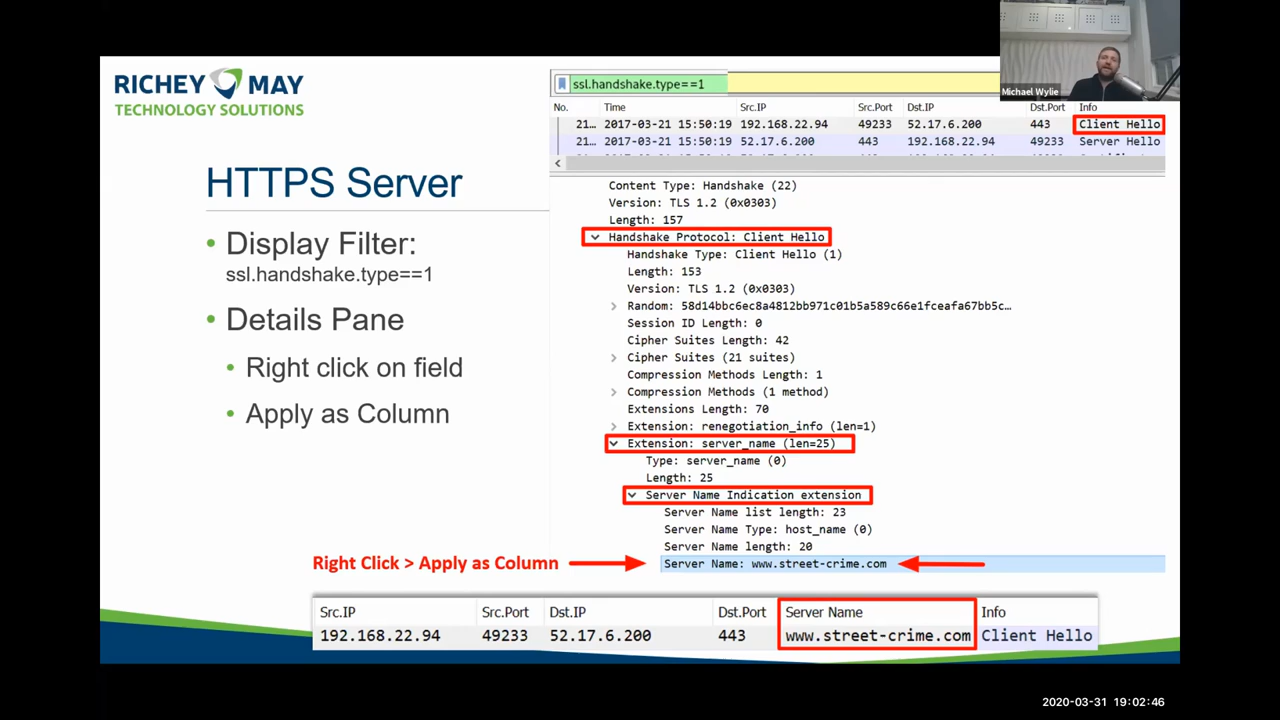 RICHEY MAY
TECHNOLOGY SOLUTIONS
HTTPS Server
• Display Filter:
ssl.handshake.type==1
• Details Pane
• Right click on field
• Apply as Column
ssl.handshake.type==1
No. Time Src.IP Src.Port Dst.IP Dst.Port Info
21… 2017-03-21 15:50:19 192.168.22.94 49233 52.17.6.200 443 Client Hello
21… 2017-03-21 15:50:19 52.17.6.200 443 192.168.22.94 49233 Server Hello
Content Type: Handshake (22)
Version: TLS 1.2 (0x0303)
Length: 157
Handshake Protocol: Client Hello
Handshake Type: Client Hello (1)
Length: 153
Version: TLS 1.2 (0x0303)
Random: 58d14bbc6ec8a4812bb971c01b5a589c66e1fceafa67bb5c…
Session ID Length: 0
Cipher Suites Length: 42
Cipher Suites (21 suites)
Compression Methods Length: 1
Compression Methods (1 method)
Extensions Length: 70
Extension: renegotiation_info (len=1)
Extension: server_name (len=25)
Type: server_name (0)
Length: 25
Server Name Indication extension
Server Name list length: 23
Server Name Type: host_name (0)
Server Name length: 20
Right Click > Apply as Column
Server Name: www.street-crime.com
Src.IP Src.Port Dst.IP Dst.Port Server Name Info
192.168.22.94 49233 52.17.6.200 443 www.street-crime.com Client Hello
Michael Wylie
2020-03-31 19:02:46